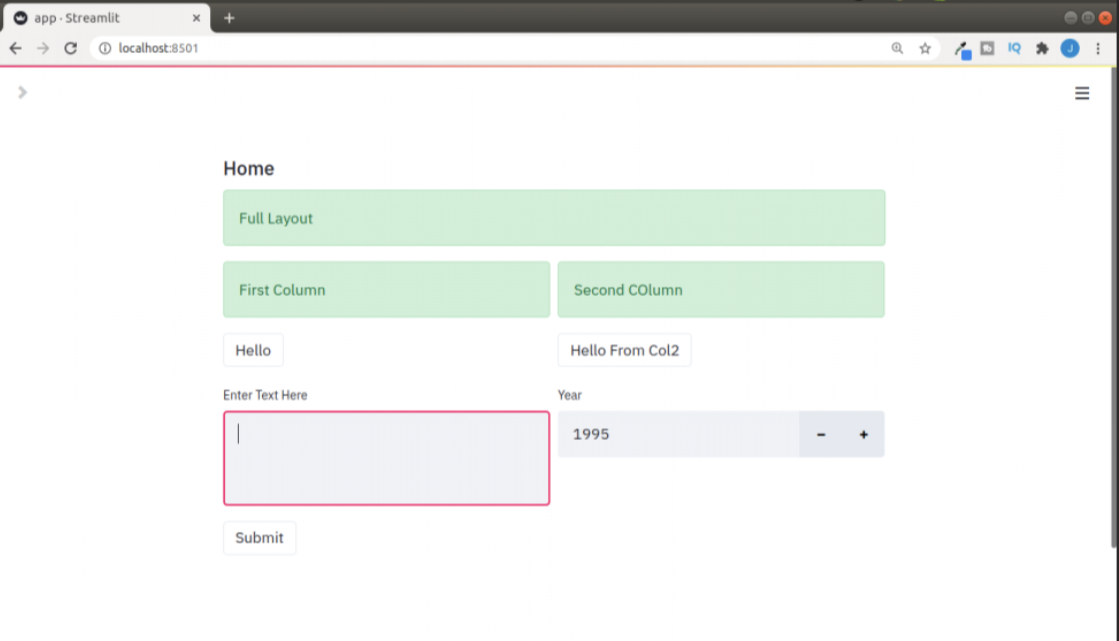 app · Streamlit
localhost:8501
IQ
J
Home
Full Layout
First Column
Second COlumn
Hello
Hello From Col2
Enter Text Here
Year
1995
Submit